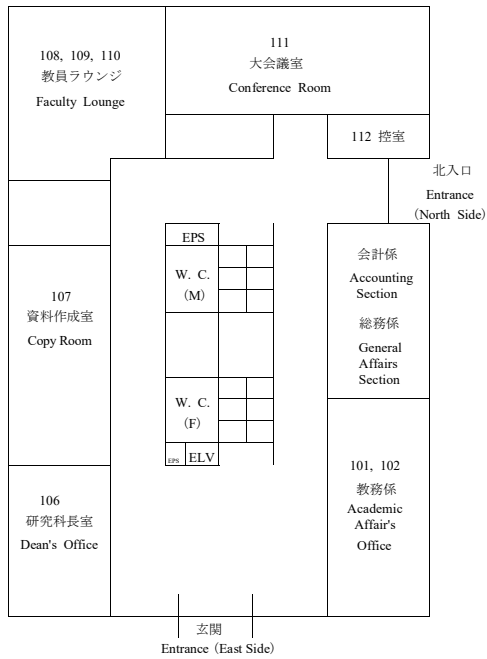 108, 109, 110
教員ラウンジ
Faculty Lounge
111
大会議室
Conference Room
112 控室
北入口
Entrance
(North Side)
EPS
W. C.
(M)
会計係
Accounting
Section
総務係
General
Affairs
Section
107
資料作成室
Copy Room
W. C.
(F)
EPS
ELV
101, 102
教務係
Academic
Affair's
Office
106
研究科長室
Dean's Office
玄関
Entrance (East Side)